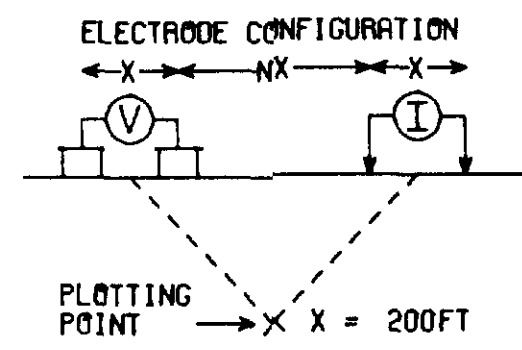 ELECTRODE CONFIGURATION
X NX X
V I
PLOTTING
POINT X X = 200FT